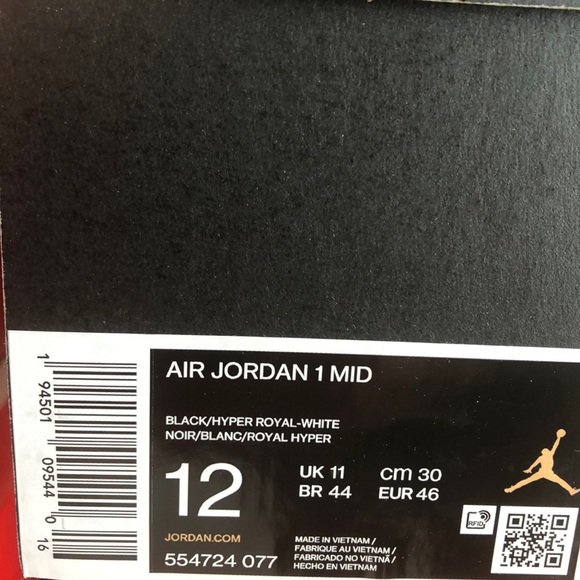 AIR JORDAN 1 MID
BLACK/HYPER ROYAL-WHITE
NOIR/BLANC/ROYAL HYPER
12
UK 11
cm 30
BR 44
EUR 46
JORDAN.COM
554724 077
MADE IN VIETNAM /
FABRIQUE AU VIETNAM /
FABRICADO NO VIETNÃ /
HECHO EN VIETNAM
RFID
1 94501 09544 0 16